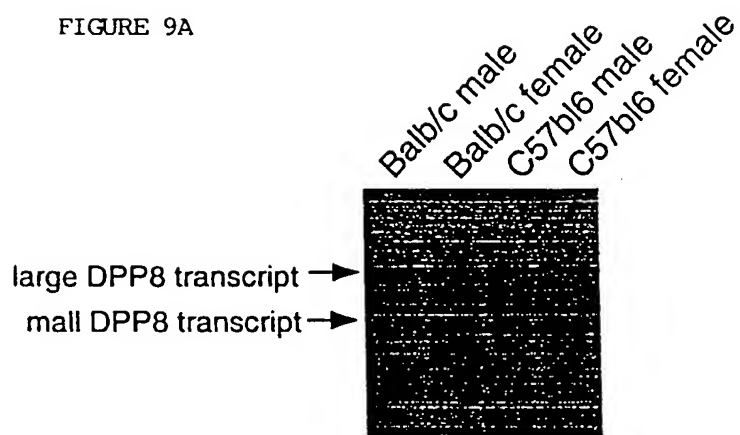 FIGURE 9A
Balb/c male
Balb/c female
C57bl6 male
C57bl6 female
large DPP8 transcript
mall DPP8 transcript